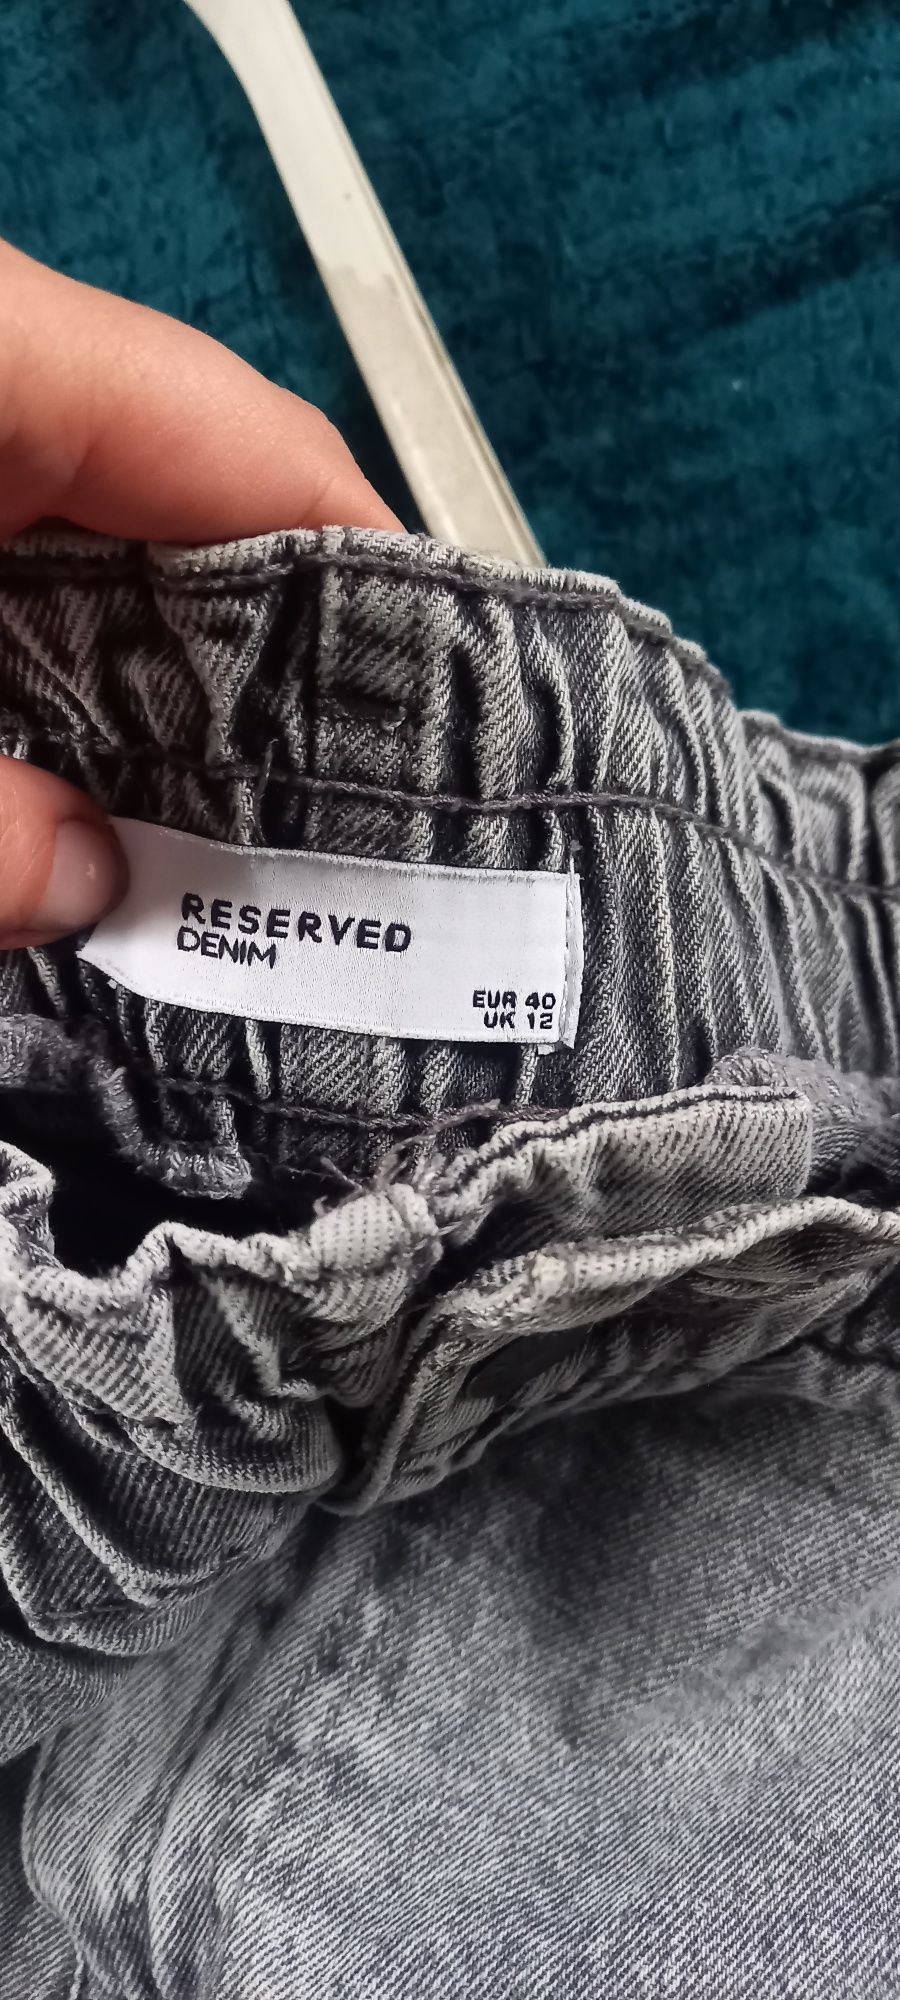 RESERVED
DENIM
EUR 40
UK 12